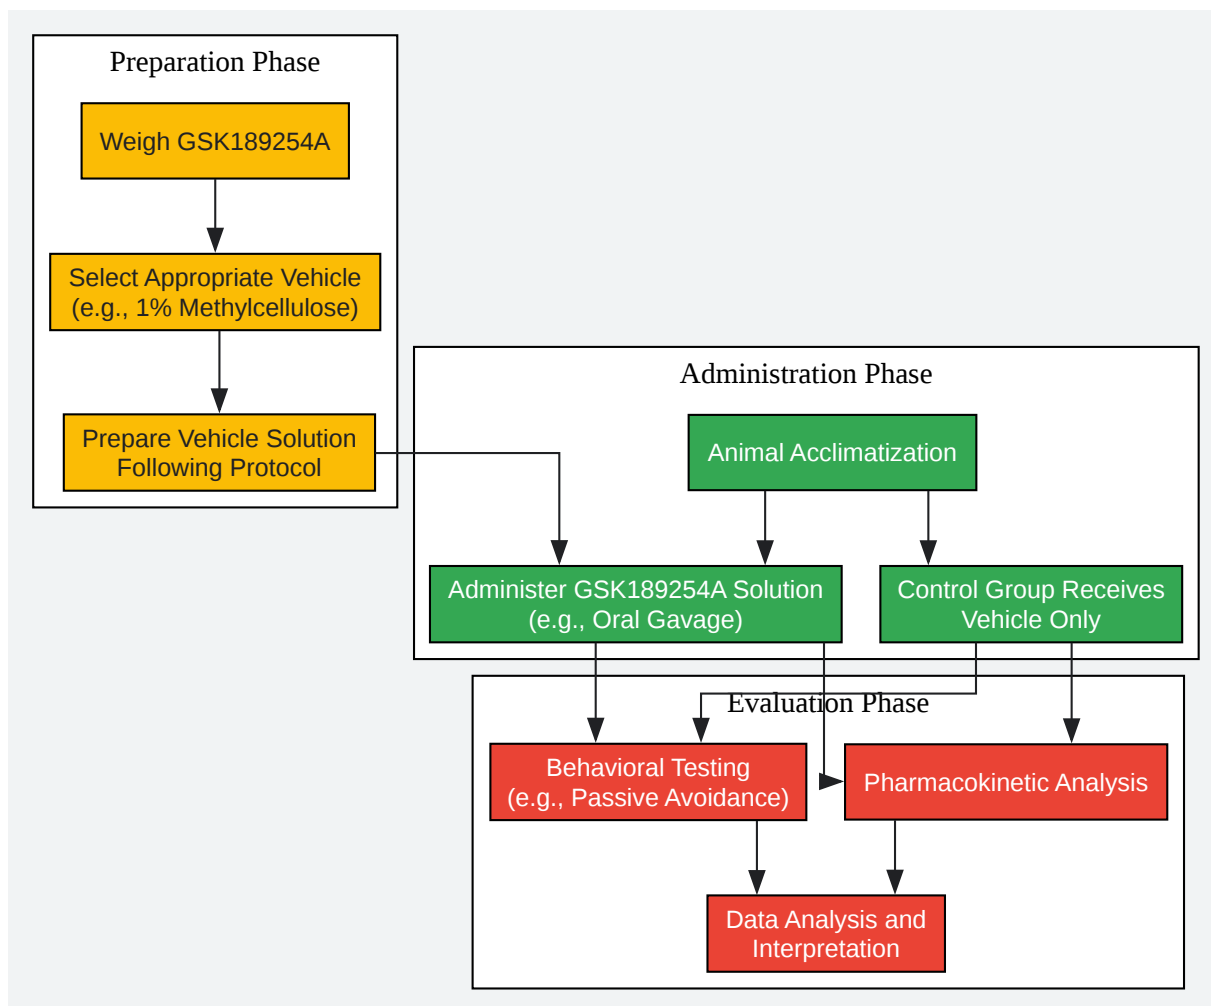 Preparation Phase
Weigh GSK189254A
Select Appropriate Vehicle
(e.g., 1% Methylcellulose)
Prepare Vehicle Solution
Following Protocol
Administration Phase
Animal Acclimatization
Administer GSK189254A Solution
(e.g., Oral Gavage)
Control Group Receives
Vehicle Only
Evaluation Phase
Behavioral Testing
(e.g., Passive Avoidance)
Pharmacokinetic Analysis
Data Analysis and
Interpretation